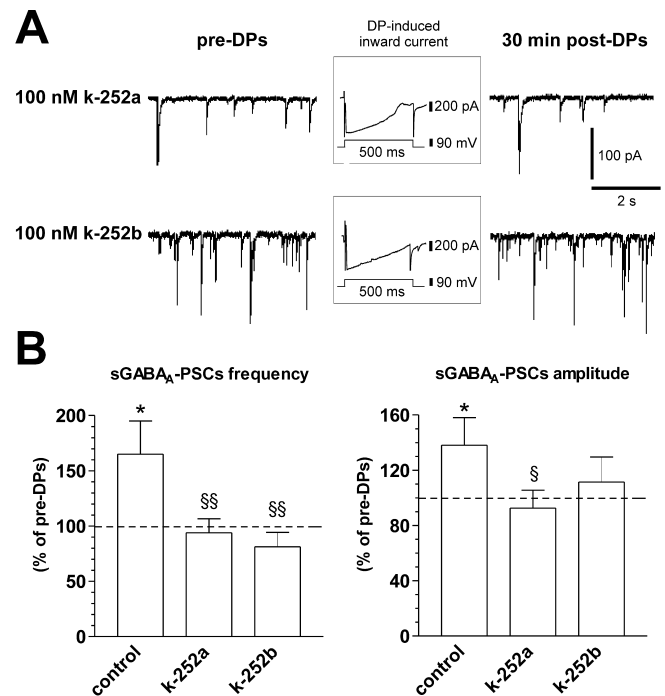 A
pre-DPs
DP-induced
inward current
30 min post-DPs
100 nM k-252a
200 pA
90 mV
500 ms
100 pA
2 s
100 nM k-252b
200 pA
90 mV
500 ms
B
sGABAA-PSCs frequency
(% of pre-DPs)
200
150
100
50
0
*
§§
§§
control
k-252a
k-252b
sGABAA-PSCs amplitude
(% of pre-DPs)
160
120
80
40
0
*
§
control
k-252a
k-252b